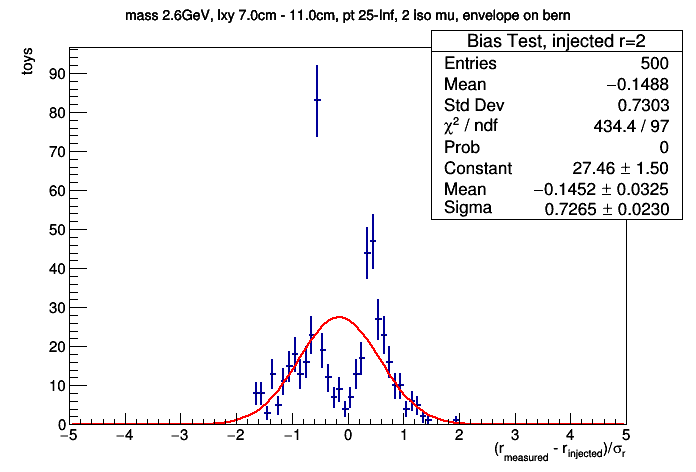 mass 2.6GeV, lxy 7.0cm - 11.0cm, pt 25-Inf, 2 iso mu, envelope on bern
Bias Test, injected r=2
Entries 500
Mean −0.1488
Std Dev 0.7303
χ² / ndf 434.4 / 97
Prob 0
Constant 27.46 ± 1.50
Mean −0.1452 ± 0.0325
Sigma 0.7265 ± 0.0230
toys
90
80
70
60
50
40
30
20
10
0
−5 −4 −3 −2 −1 0 1 2 3 4 5
(r_measured - r_injected)/σ_r